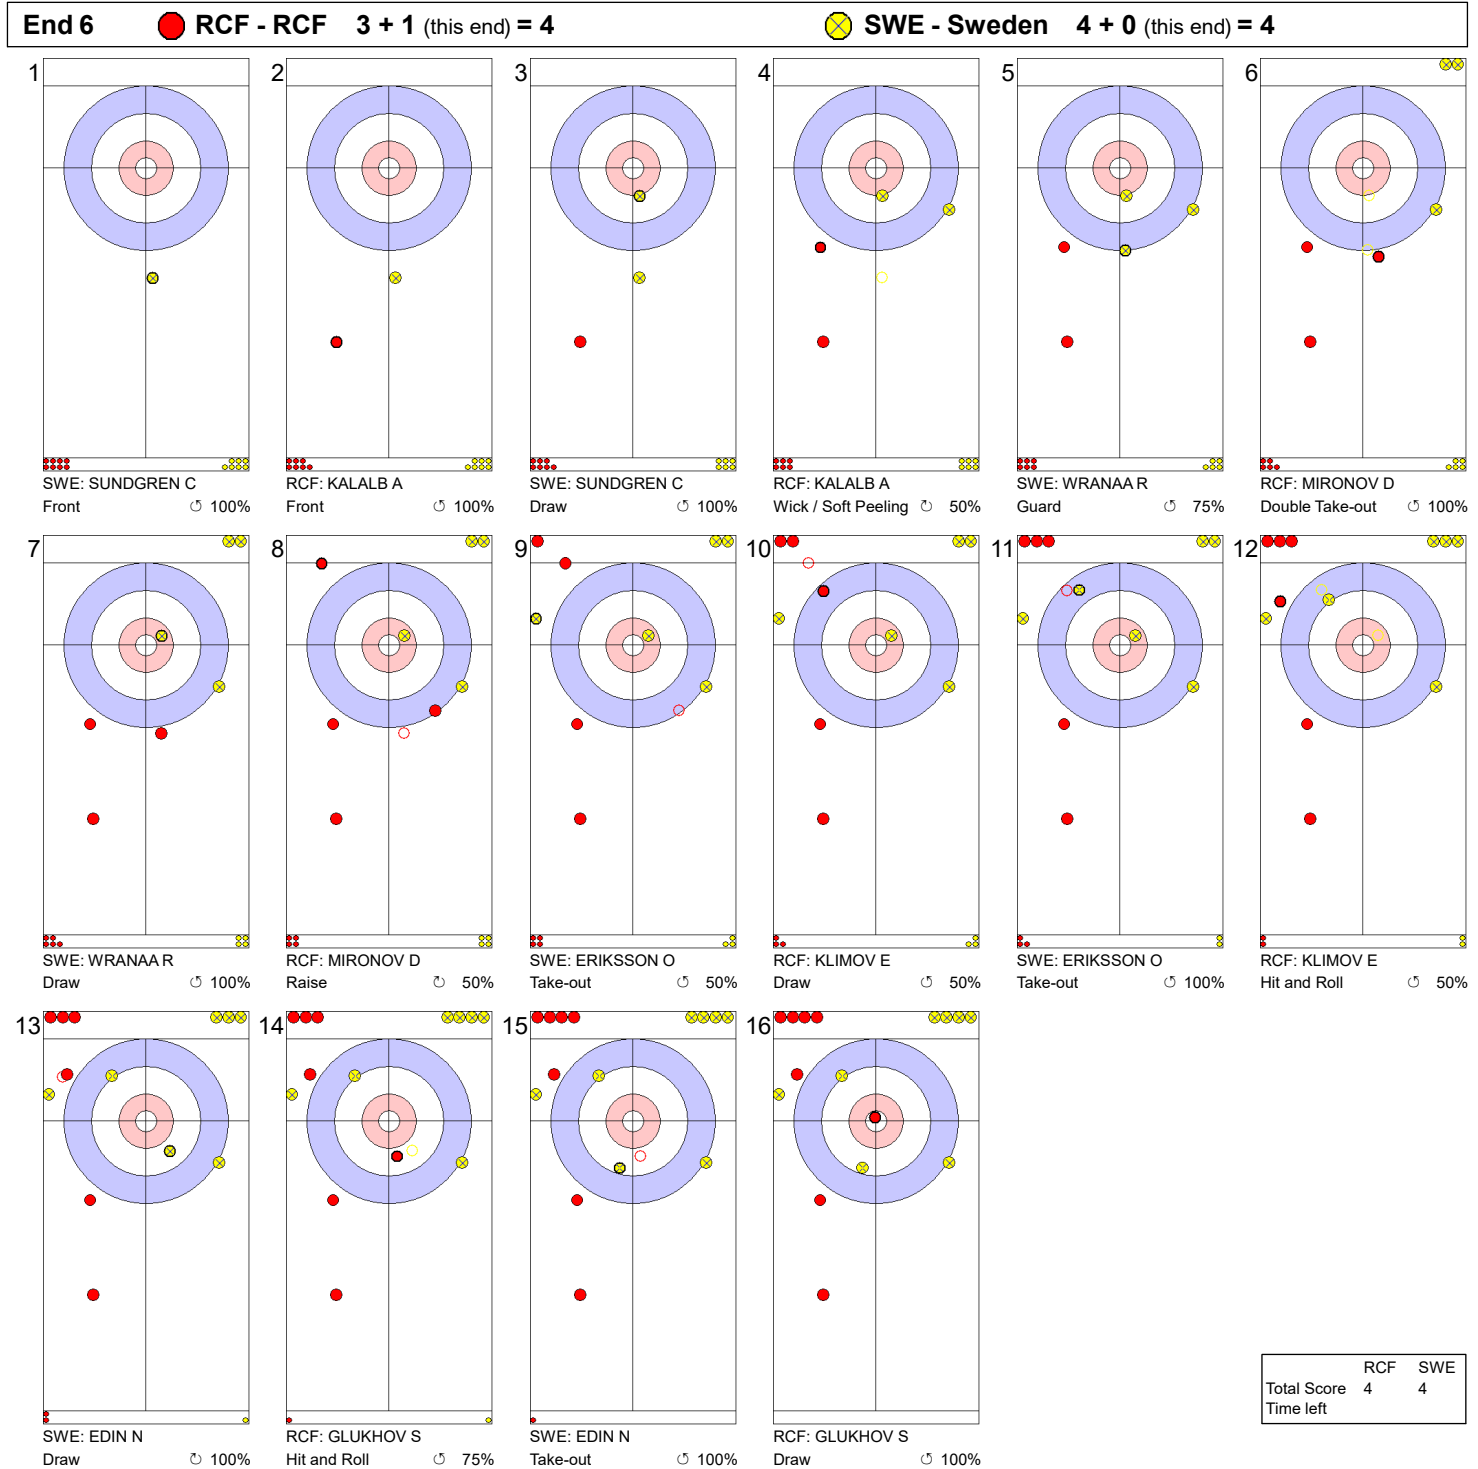 End 6 RCF - RCF 3 + 1 (this end) = 4 SWE - Sweden 4 + 0 (this end) = 4
1 2 3 4 5 6
SWE: SUNDGREN C RCF: KALALB A SWE: SUNDGREN C RCF: KALALB A SWE: WRANAA R RCF: MIRONOV D
Front 100% Front 100% Draw 100% Wick / Soft Peeling 50% Guard 75% Double Take-out 100%
7 8 9 10 11 12
SWE: WRANAA R RCF: MIRONOV D SWE: ERIKSSON O RCF: KLIMOV E SWE: ERIKSSON O RCF: KLIMOV E
Draw 100% Raise 50% Take-out 50% Draw 50% Take-out 100% Hit and Roll 50%
13 14 15 16
SWE: EDIN N RCF: GLUKHOV S SWE: EDIN N RCF: GLUKHOV S
Draw 100% Hit and Roll 75% Take-out 100% Draw 100%
RCF SWE
Total Score 4 4
Time left